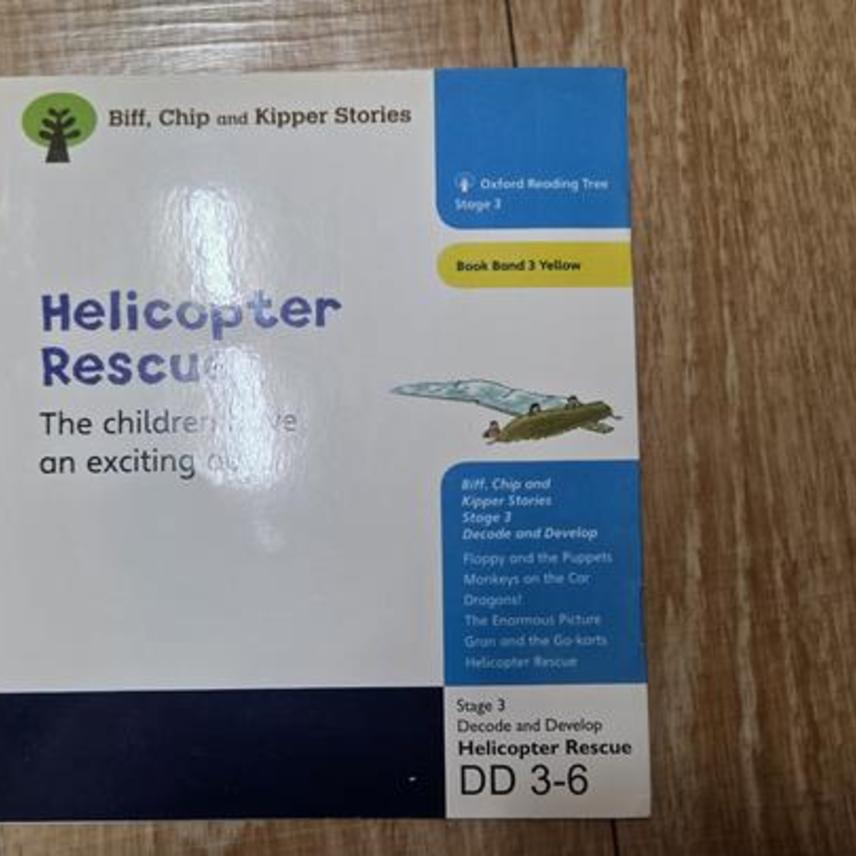 Biff, Chip and Kipper Stories
Oxford Reading Tree
Stage 3
Book Band 3 Yellow
Helicopter
Rescue
The children
an exciting
Biff, Chip and
Kipper Stories
Stage 3
Decode and Develop
Floppy and the Puppets
Monkeys on the Car
Dragons!
The Enormous Picture
Gran and the Go-karts
Helicopter Rescue
Stage 3
Decode and Develop
Helicopter Rescue
DD 3-6